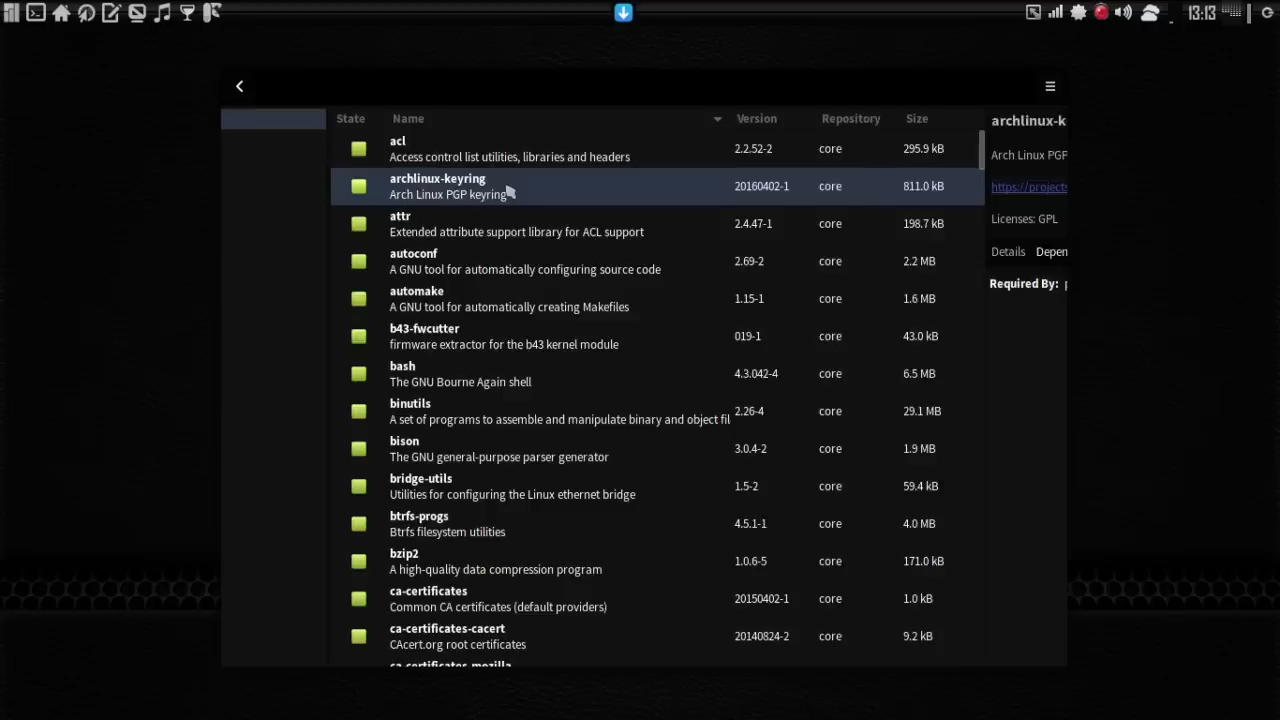 13:13
State Name Version Repository Size
acl
Access control list utilities, libraries and headers
2.2.52-2 core 295.9 kB
archlinux-keyring
Arch Linux PGP keyring
20160402-1 core 811.0 kB
attr
Extended attribute support library for ACL support
2.4.47-1 core 198.7 kB
autoconf
A GNU tool for automatically configuring source code
2.69-2 core 2.2 MB
automake
A GNU tool for automatically creating Makefiles
1.15-1 core 1.6 MB
b43-fwcutter
firmware extractor for the b43 kernel module
019-1 core 43.0 kB
bash
The GNU Bourne Again shell
4.3.042-4 core 6.5 MB
binutils
A set of programs to assemble and manipulate binary and object fil
2.26-4 core 29.1 MB
bison
The GNU general-purpose parser generator
3.0.4-2 core 1.9 MB
bridge-utils
Utilities for configuring the Linux ethernet bridge
1.5-2 core 59.4 kB
btrfs-progs
Btrfs filesystem utilities
4.5.1-1 core 4.0 MB
bzip2
A high-quality data compression program
1.0.6-5 core 171.0 kB
ca-certificates
Common CA certificates (default providers)
20150402-1 core 1.0 kB
ca-certificates-cacert
CAcert.org root certificates
20140824-2 core 9.2 kB
ca-certificates-mozilla
archlinux-k
Arch Linux PGP
https://projects
Licenses: GPL
Details Depen
Required By: p